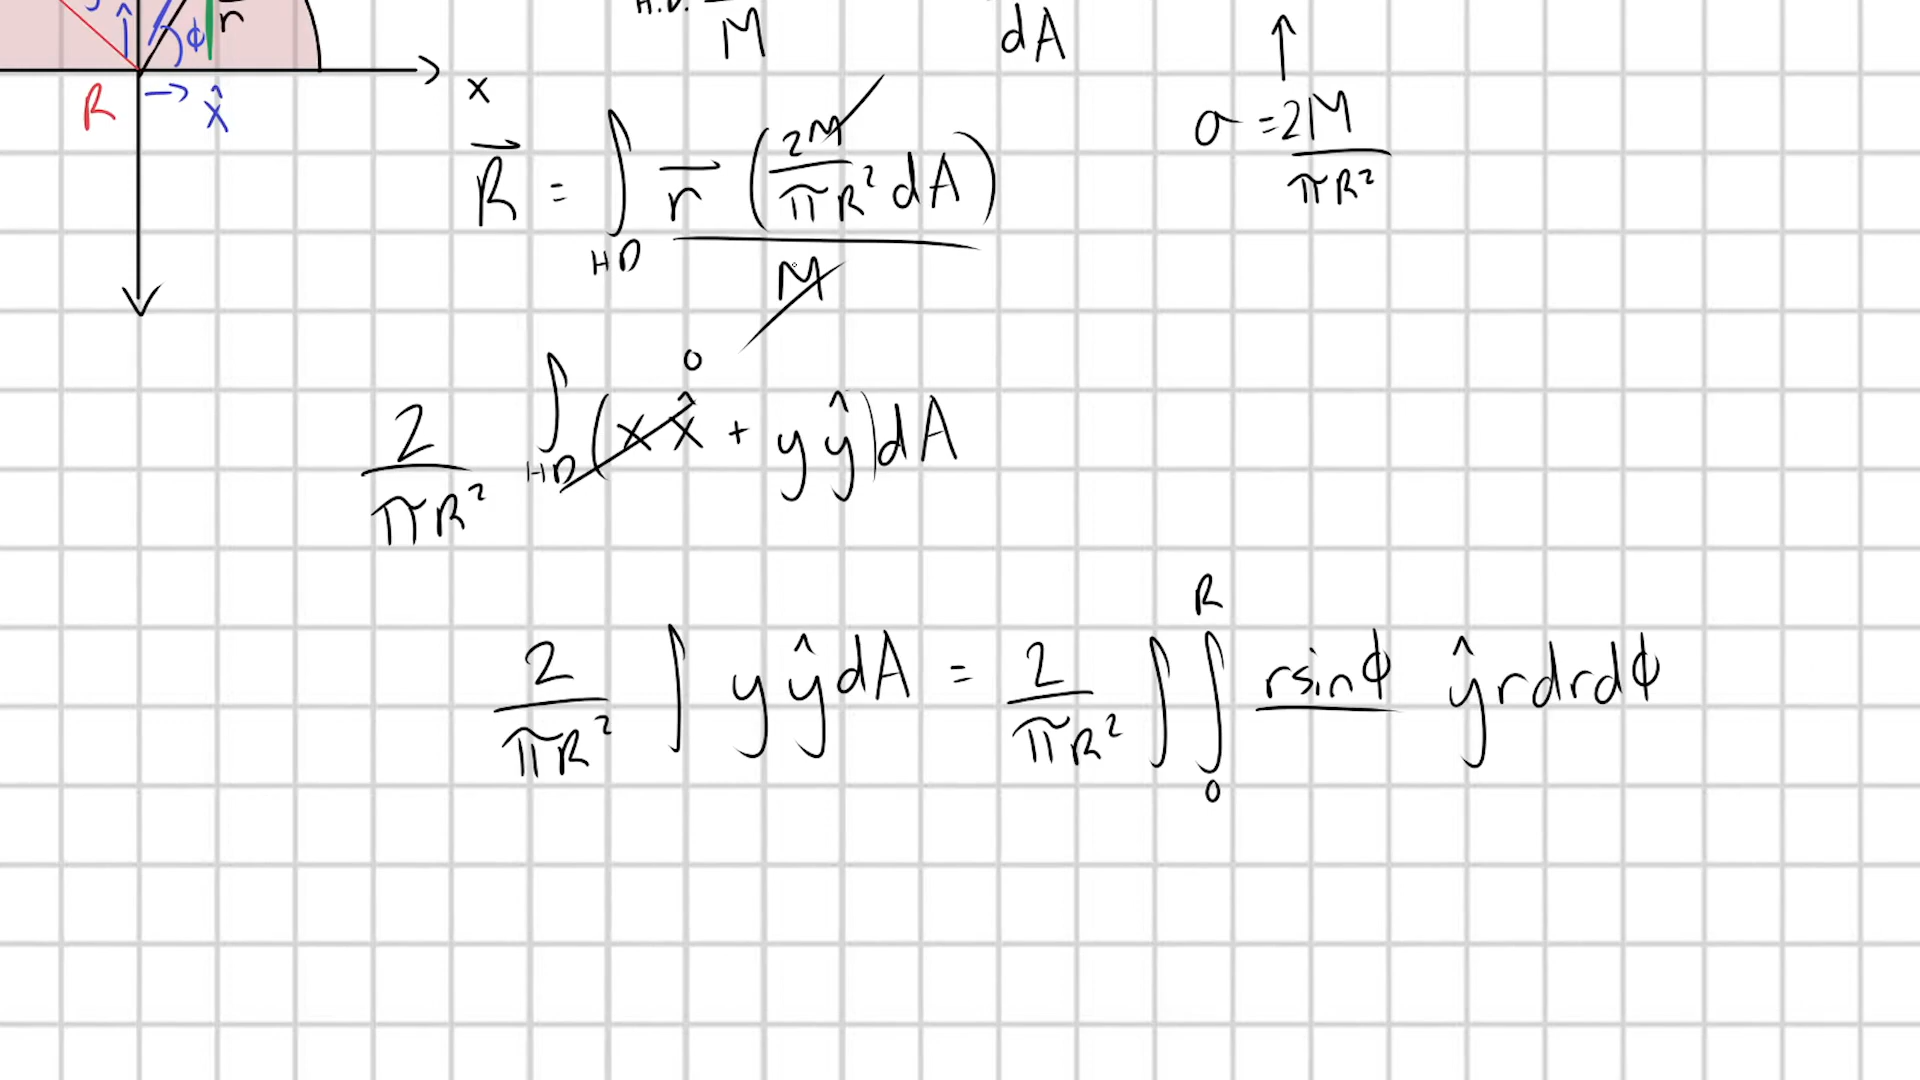 φ r
H.D. M
dA
x
R x̂
σ = 2M / πR²
R⃗ = ∫_HD r⃗ (2M / πR² dA) / M
2 / πR² ∫_HD (x x̂ + y ŷ) dA
0
2 / πR² ∫ y ŷ dA = 2 / πR² ∫ ∫₀ᴿ r sin φ ŷ r dr dφ